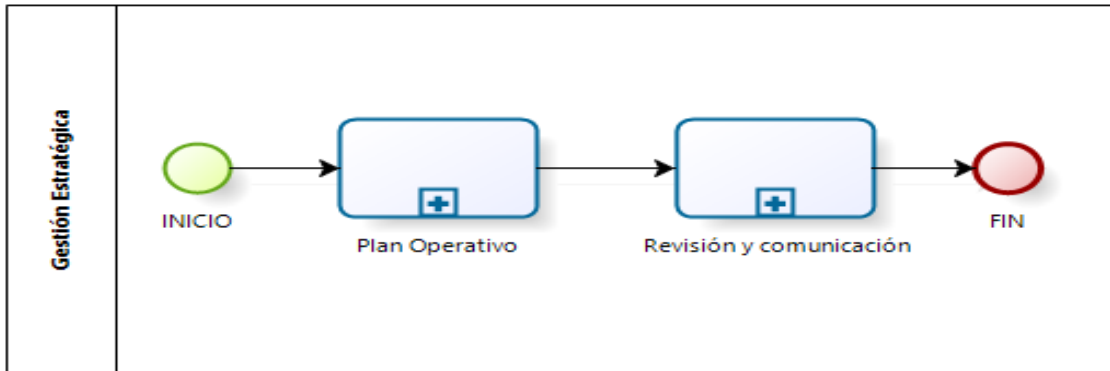 Gestión Estratégica
INICIO
Plan Operativo
Revisión y comunicación
FIN